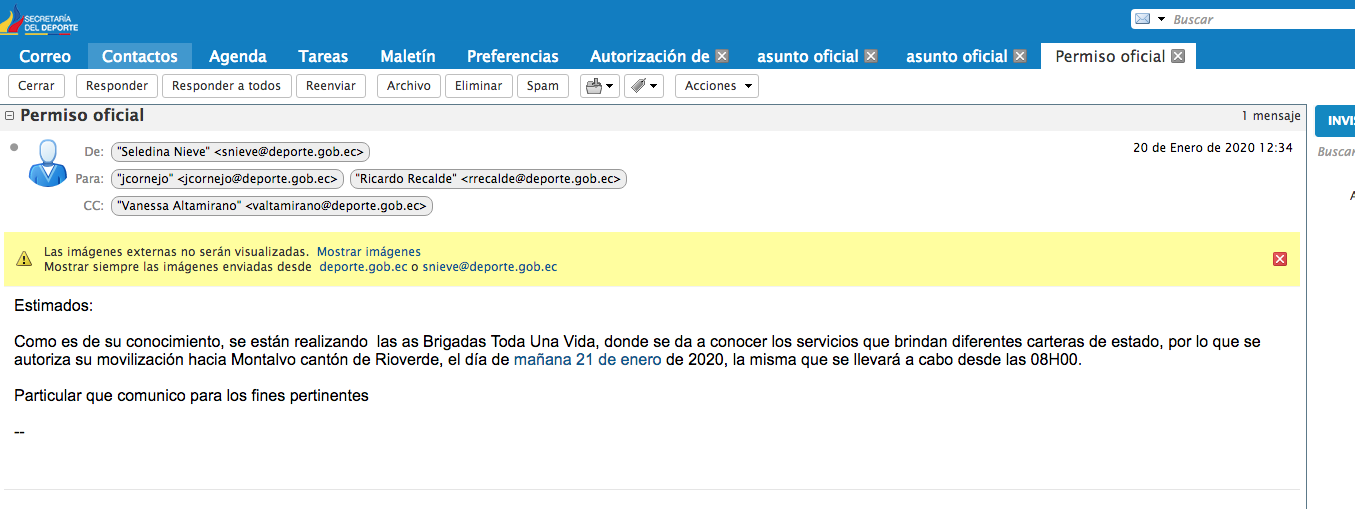 SECRETARÍA
DEL DEPORTE
Buscar
Correo Contactos Agenda Tareas Maletín Preferencias Autorización de asunto oficial asunto oficial Permiso oficial
Cerrar Responder Responder a todos Reenviar Archivo Eliminar Spam Acciones
Permiso oficial 1 mensaje
De: "Seledina Nieve" <snieve@deporte.gob.ec> 20 de Enero de 2020 12:34
Para: "jcornejo" <jcornejo@deporte.gob.ec> "Ricardo Recalde" <rrecalde@deporte.gob.ec>
CC: "Vanessa Altamirano" <valtamirano@deporte.gob.ec>
Las imágenes externas no serán visualizadas. Mostrar imágenes
Mostrar siempre las imágenes enviadas desde deporte.gob.ec o snieve@deporte.gob.ec
Estimados:
Como es de su conocimiento, se están realizando las as Brigadas Toda Una Vida, donde se da a conocer los servicios que brindan diferentes carteras de estado, por lo que se
autoriza su movilización hacia Montalvo cantón de Rioverde, el día de mañana 21 de enero de 2020, la misma que se llevará a cabo desde las 08H00.
Particular que comunico para los fines pertinentes
--
Buscar